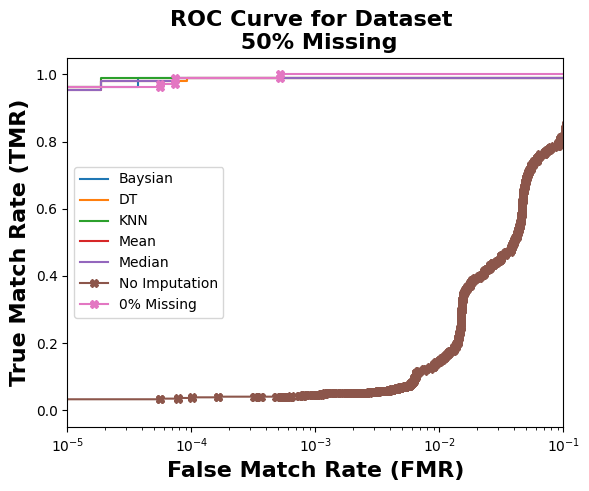 ROC Curve for Dataset
50% Missing
True Match Rate (TMR)
1.0
0.8
0.6
0.4
0.2
0.0
Baysian
DT
KNN
Mean
Median
No Imputation
0% Missing
10⁻⁵
10⁻⁴
10⁻³
10⁻²
10⁻¹
False Match Rate (FMR)